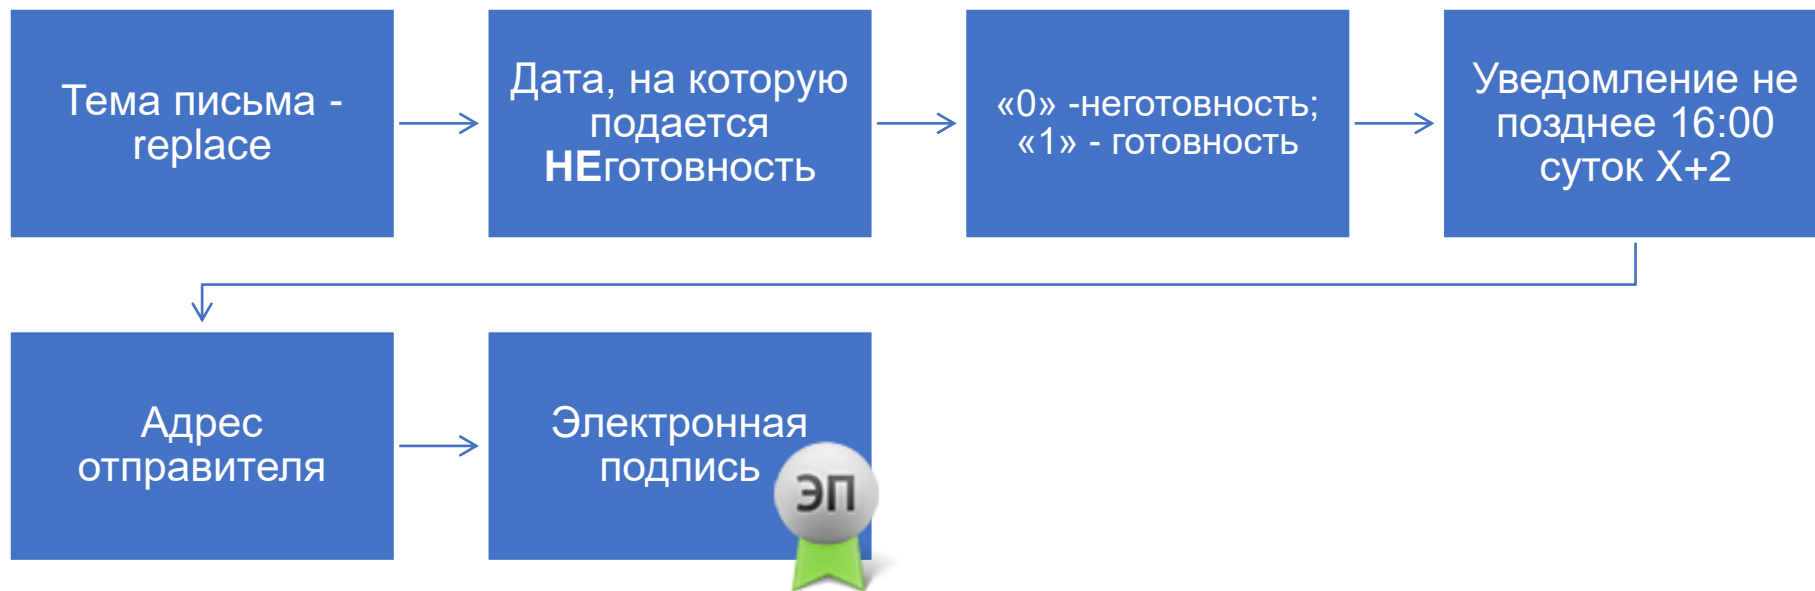 Тема письма -
replace
Дата, на которую
подается
НЕготовность
«0» -неготовность;
«1» - готовность
Уведомление не
позднее 16:00
суток X+2
Адрес
отправителя
Электронная
подпись
ЭП